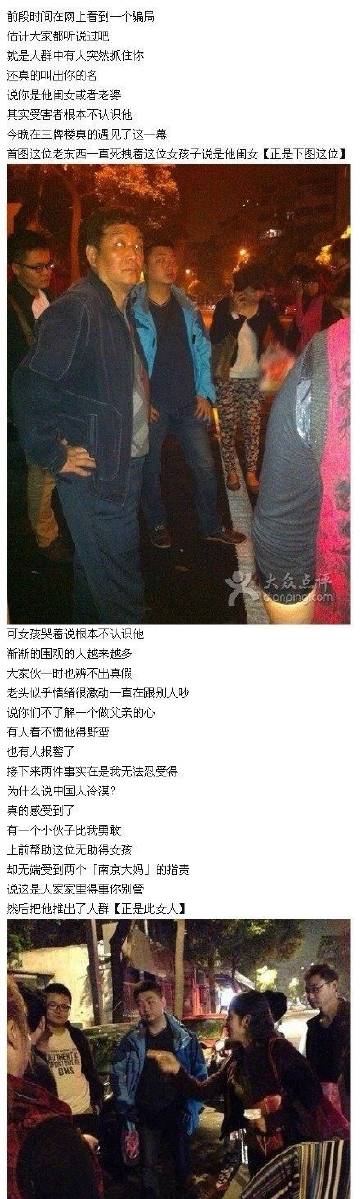 前段时间在网上看到一个骗局
估计大家都听说过吧
就是人群中有人突然抓住你
还真的叫出你的名
说你是他闺女或者老婆
其实受害者根本不认识他
今晚在三牌楼真的遇见了这一幕
首图这位老东西一直死拽着这位女孩子说是他闺女【正是下图这位】
大众点评
dianping.com
可女孩哭着说根本不认识他
渐渐的围观的人越来越多
大家伙一时也辨不出真假
老头似乎情绪很激动一直在跟别人吵
说你们不了解一个做父亲的心
有人看不惯他得野蛮
也有人报警了
接下来两件事实在是我无法忍受得
为什么说中国人冷漠?
真的感受到了
有一个小伙子比我勇敢
上前帮助这位无助得女孩
却无端受到两个「南京大妈」的指责
说这是人家家里得事你别管
然后把他推出了人群【正是此女人】